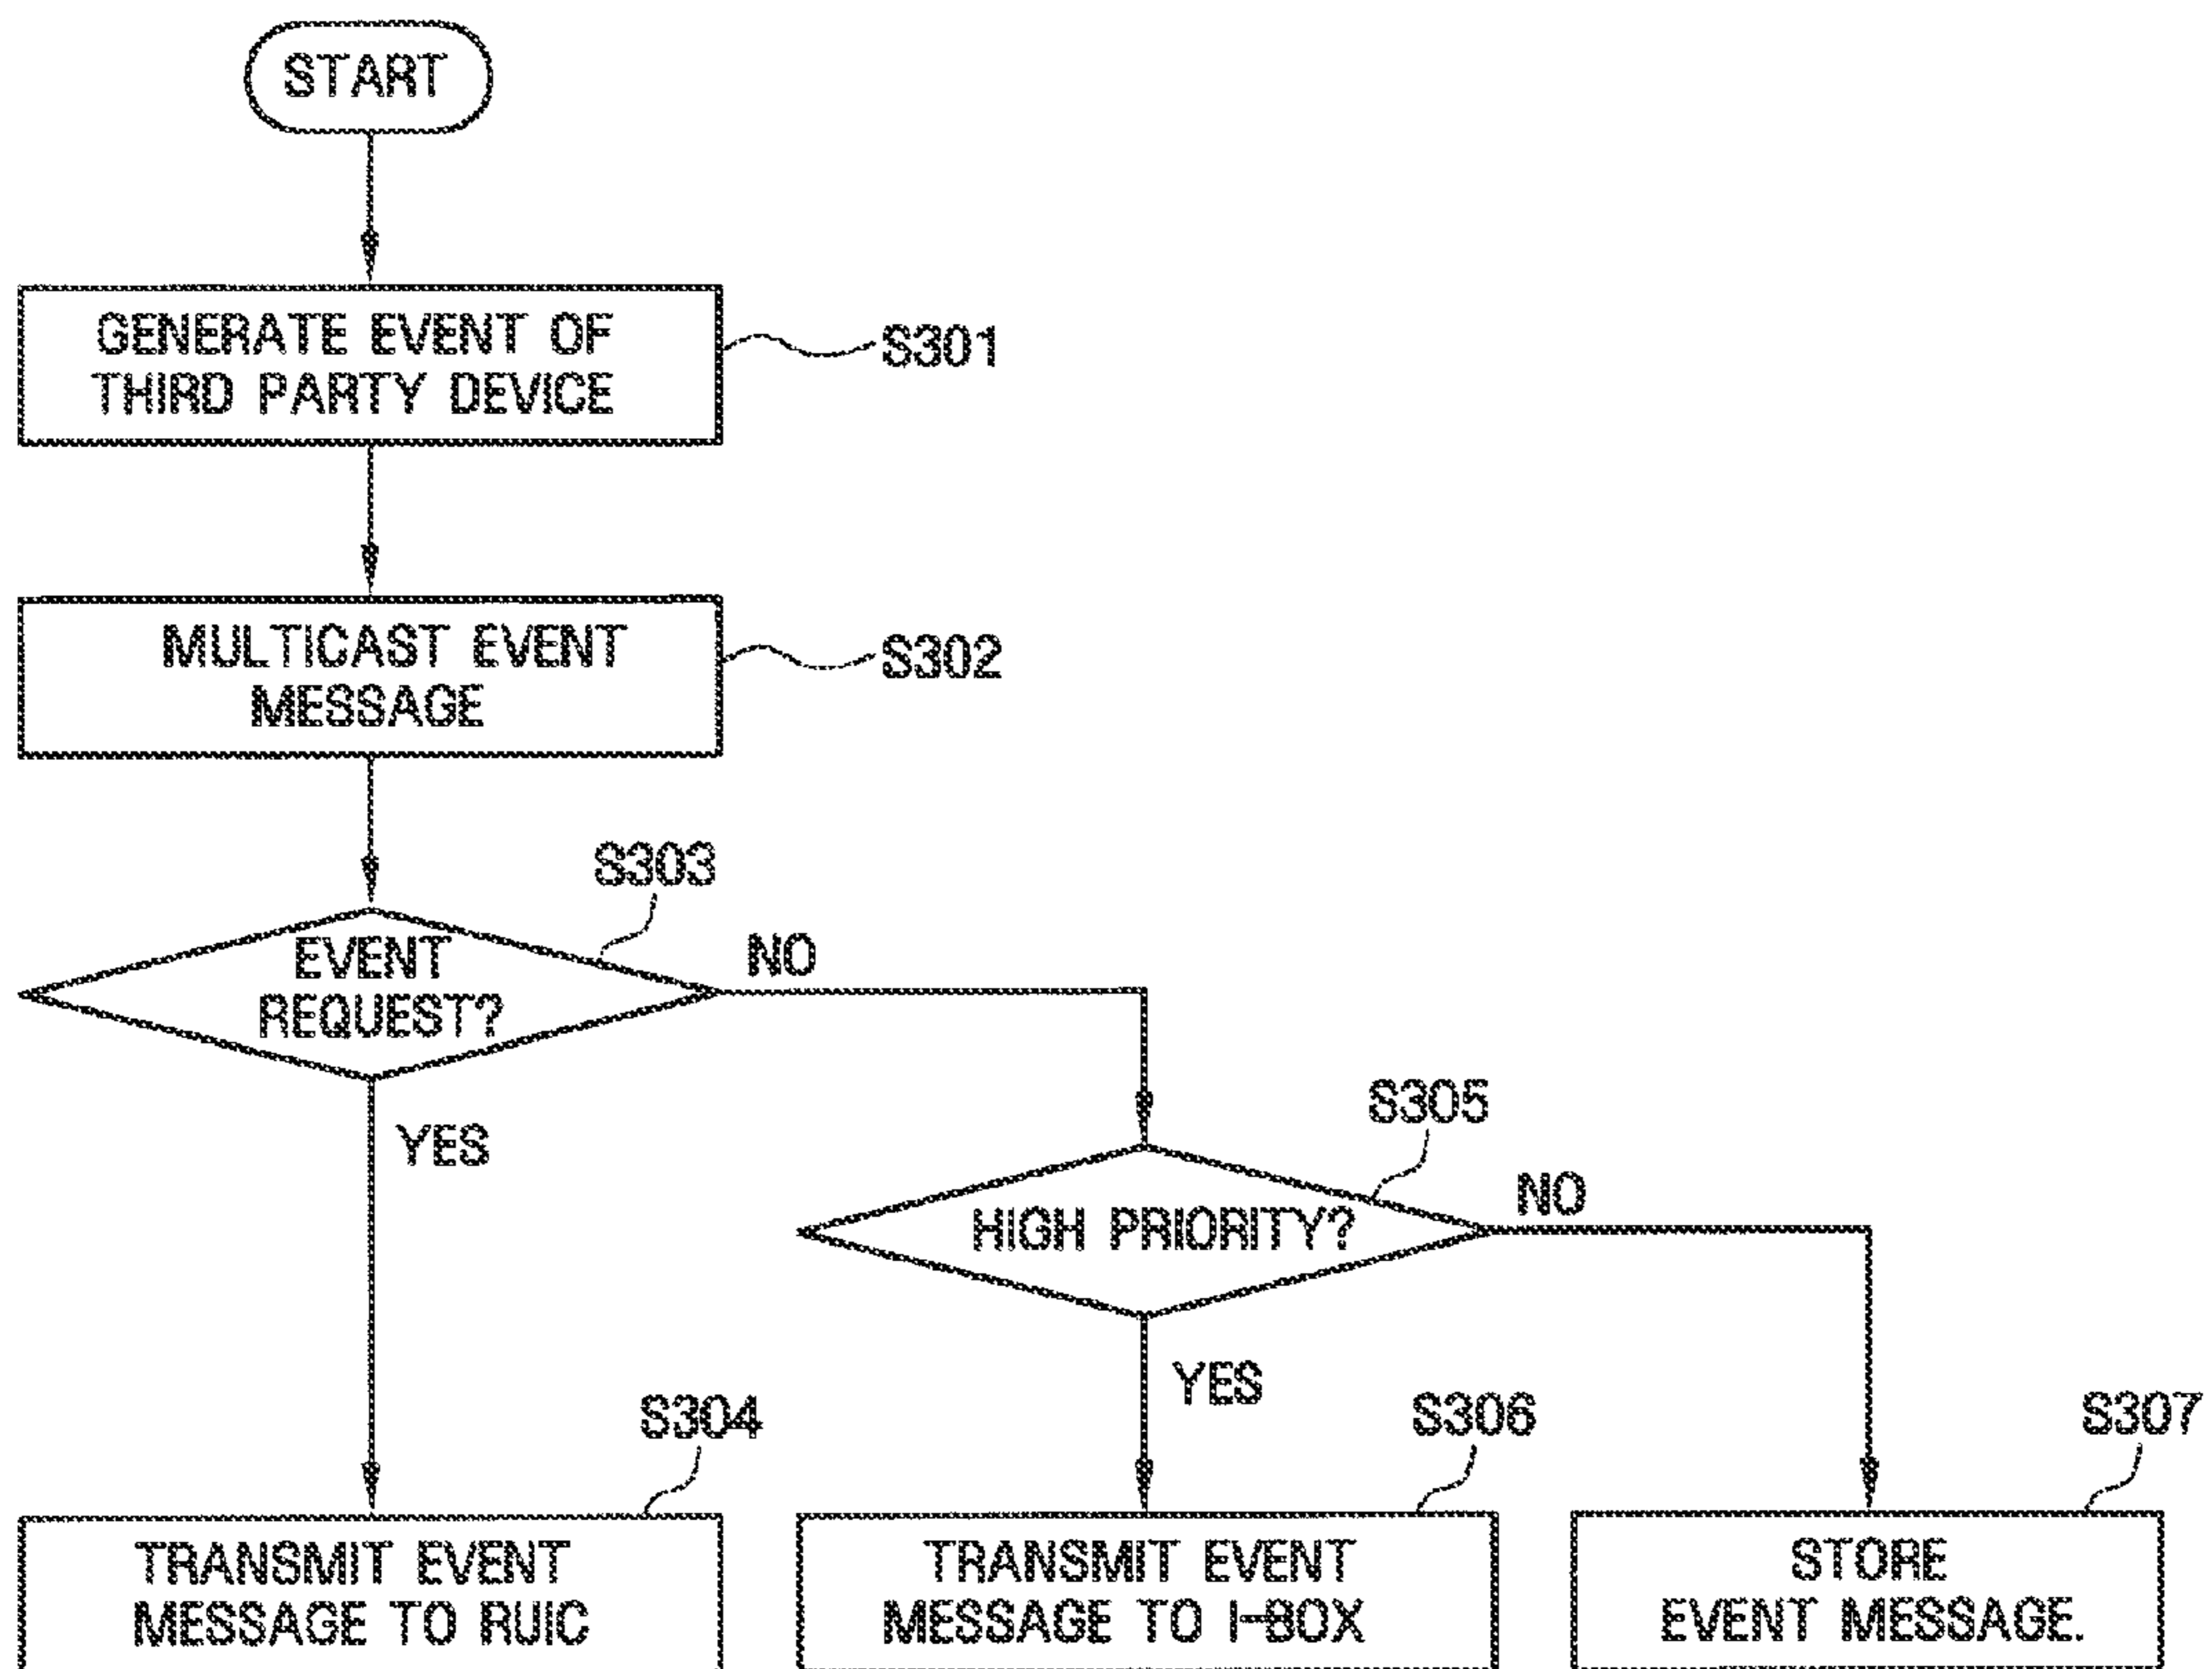 START
GENERATE EVENT OF
THIRD PARTY DEVICE
S301
MULTICAST EVENT
MESSAGE
S302
S303
EVENT
REQUEST?
NO
YES
S305
HIGH PRIORITY?
NO
YES
S304
TRANSMIT EVENT
MESSAGE TO RUIC
S306
TRANSMIT EVENT
MESSAGE TO I-BOX
S307
STORE
EVENT MESSAGE.